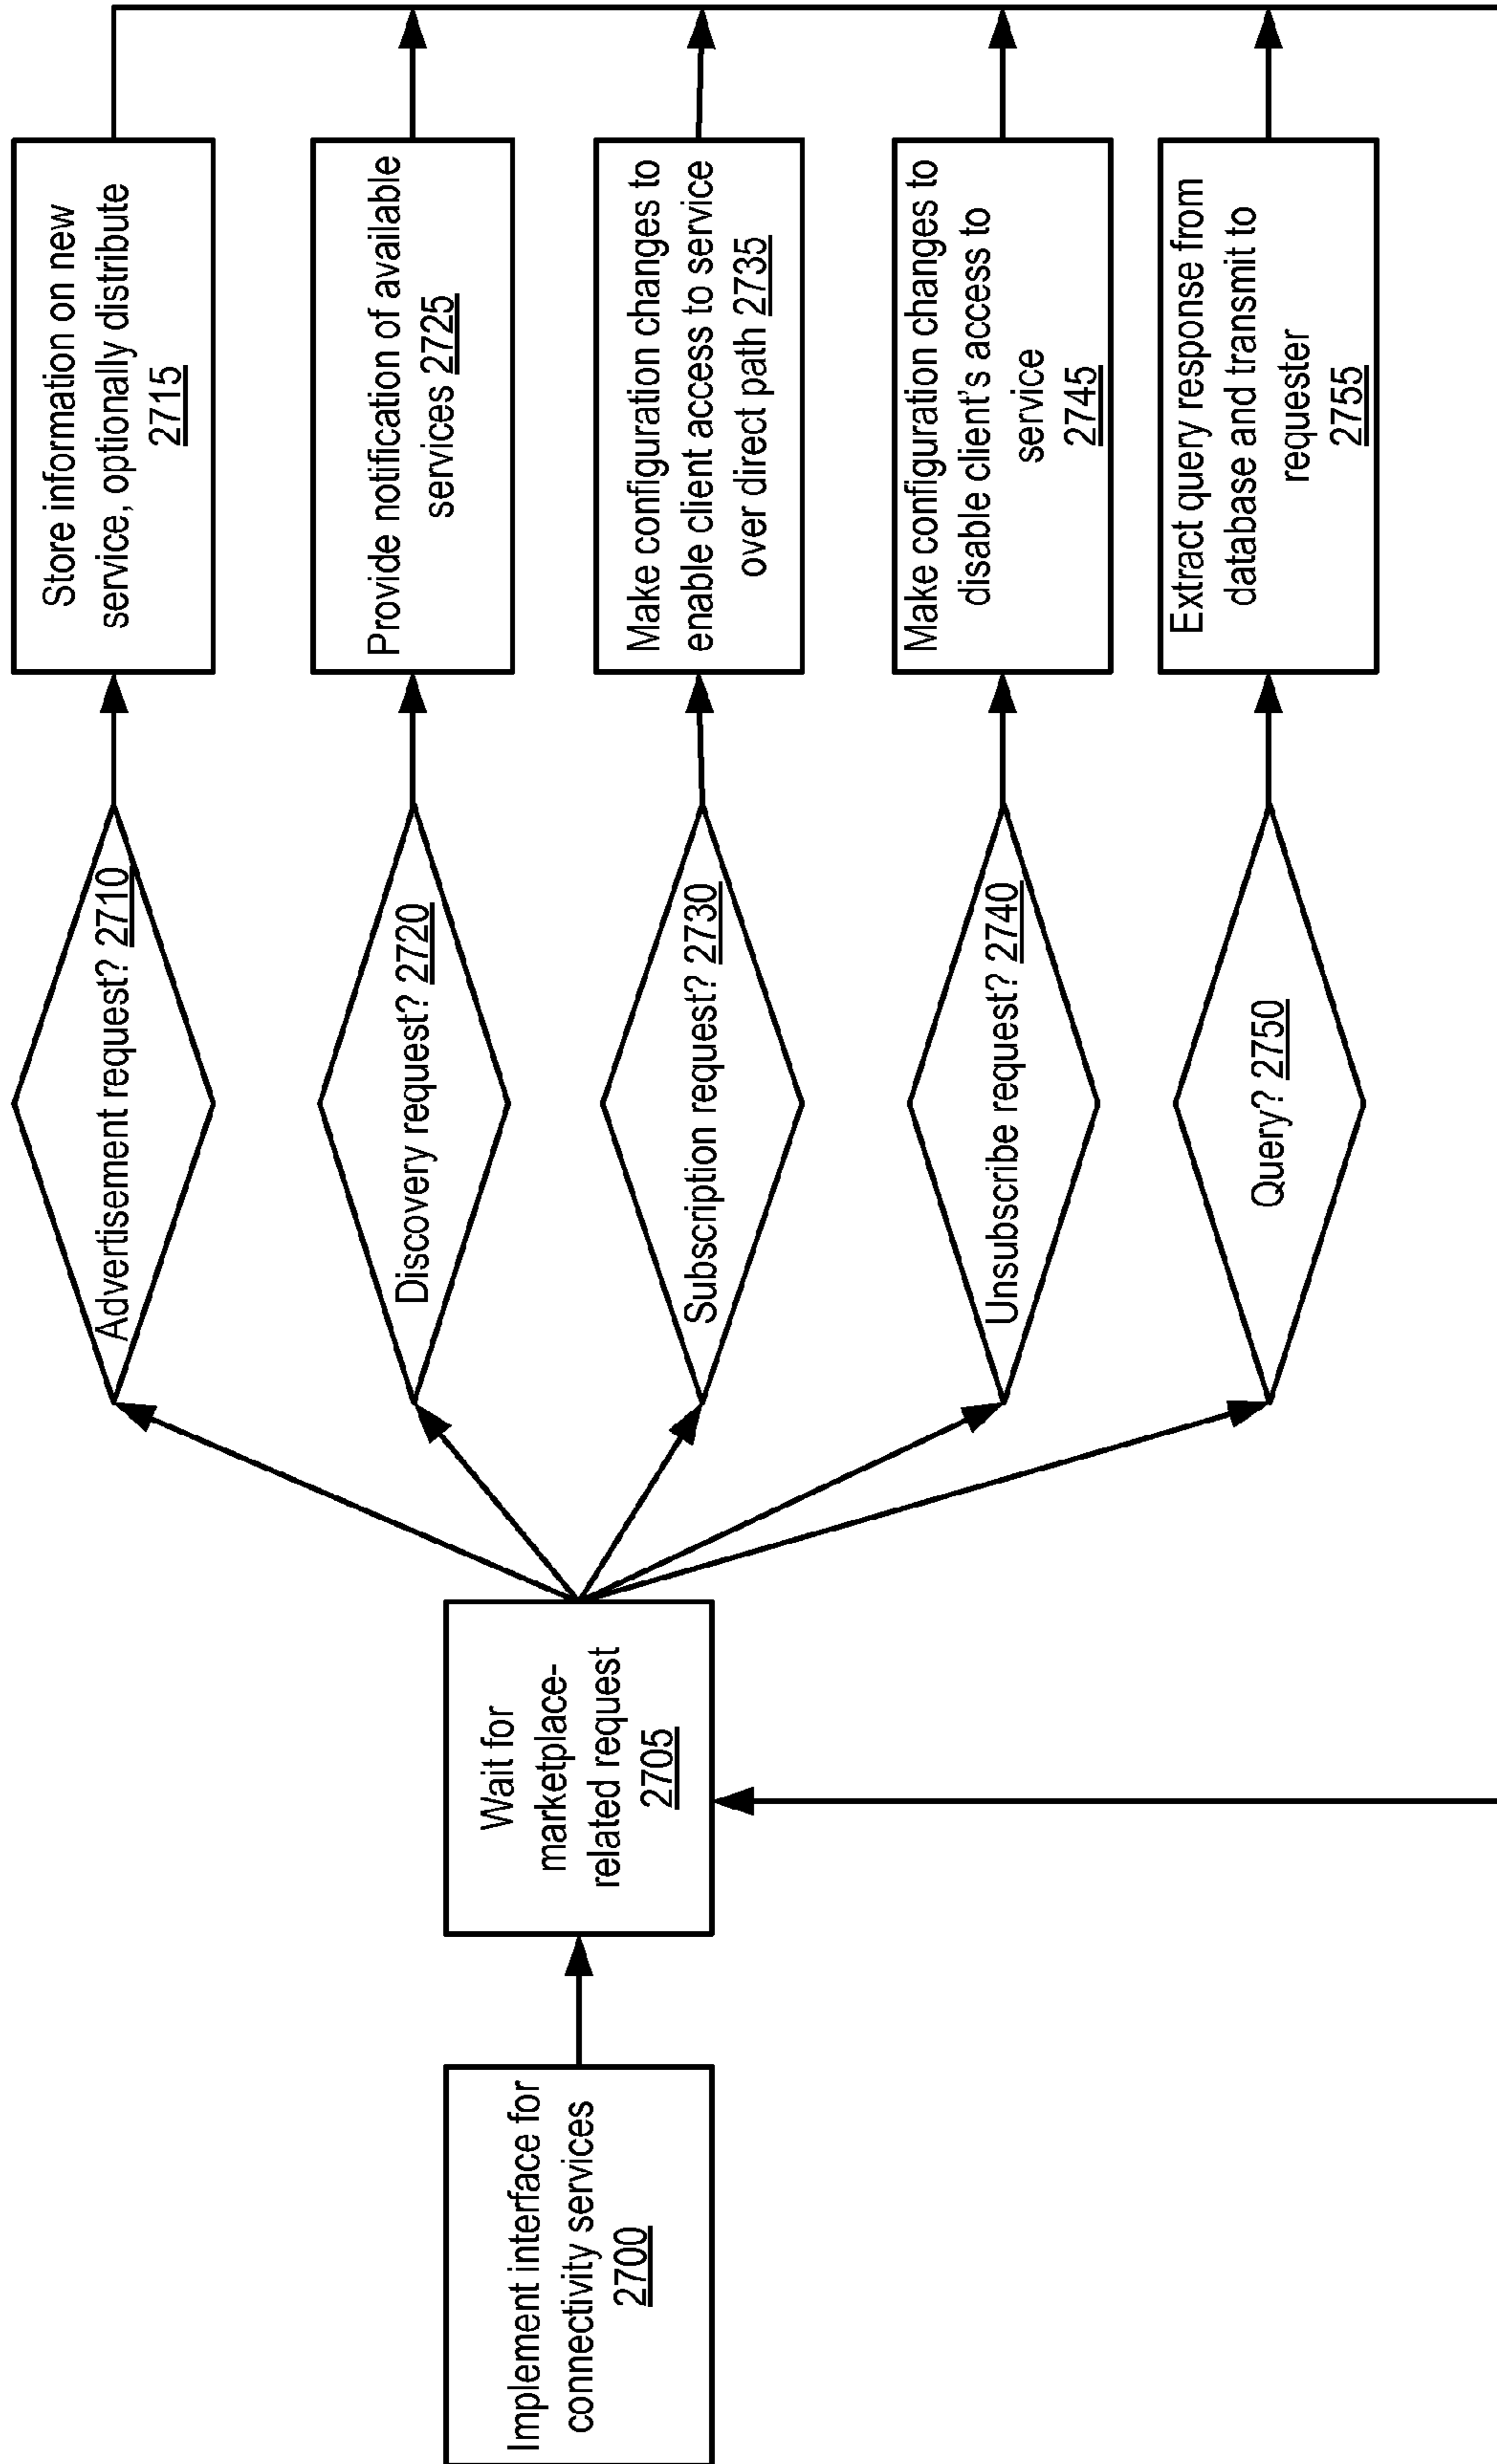 Implement interface for
connectivity services
2700
Wait for
marketplace-
related request
2705
Advertisement request? 2710
Store information on new
service, optionally distribute
2715
Discovery request? 2720
Provide notification of available
services 2725
Subscription request? 2730
Make configuration changes to
enable client access to service
over direct path 2735
Unsubscribe request? 2740
Make configuration changes to
disable client's access to
service
2745
Query? 2750
Extract query response from
database and transmit to
requester
2755